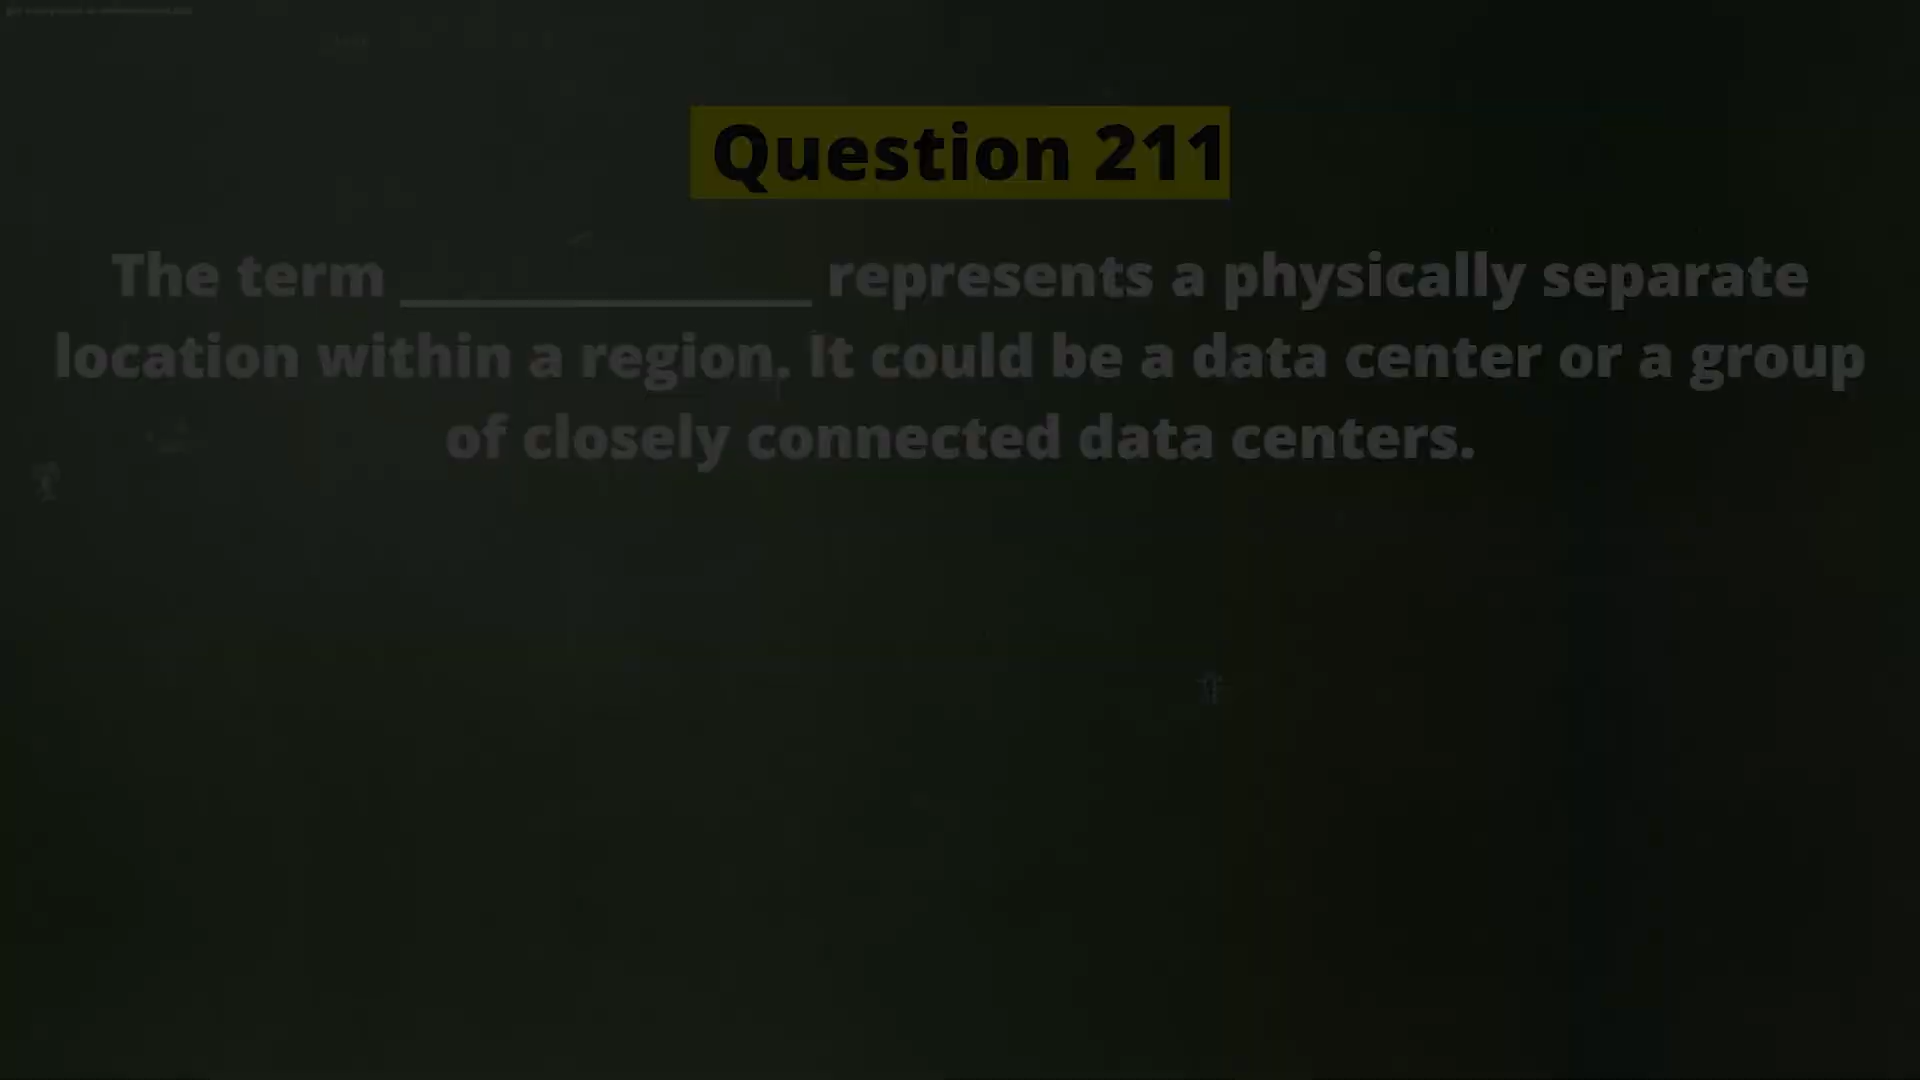 Question 211
The term ______________ represents a physically separate
location within a region. It could be a data center or a group
of closely connected data centers.